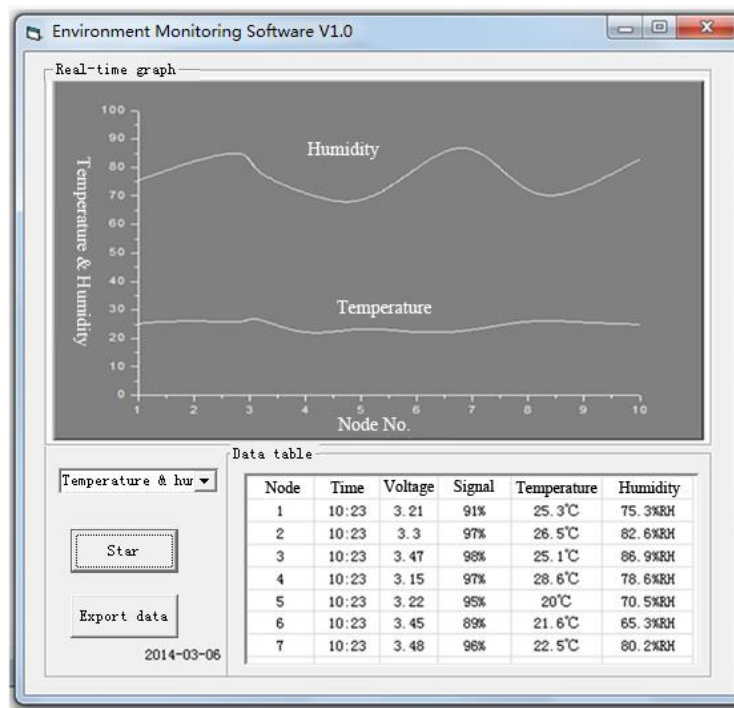 Environment Monitoring Software V1.0
Real-time graph
100
90
80
70
60
50
40
30
20
10
0
Temperature & Humidity
Humidity
Temperature
1 2 3 4 5 6 7 8 9 10
Node No.
Temperature & hur
Star
Export data
2014-03-06
Data table
Node Time Voltage Signal Temperature Humidity
1 10:23 3.21 91% 25.3℃ 75.3%RH
2 10:23 3.3 97% 26.5℃ 82.6%RH
3 10:23 3.47 98% 25.1℃ 86.9%RH
4 10:23 3.15 97% 28.6℃ 78.6%RH
5 10:23 3.22 95% 20℃ 70.5%RH
6 10:23 3.45 89% 21.6℃ 65.3%RH
7 10:23 3.48 96% 22.5℃ 80.2%RH